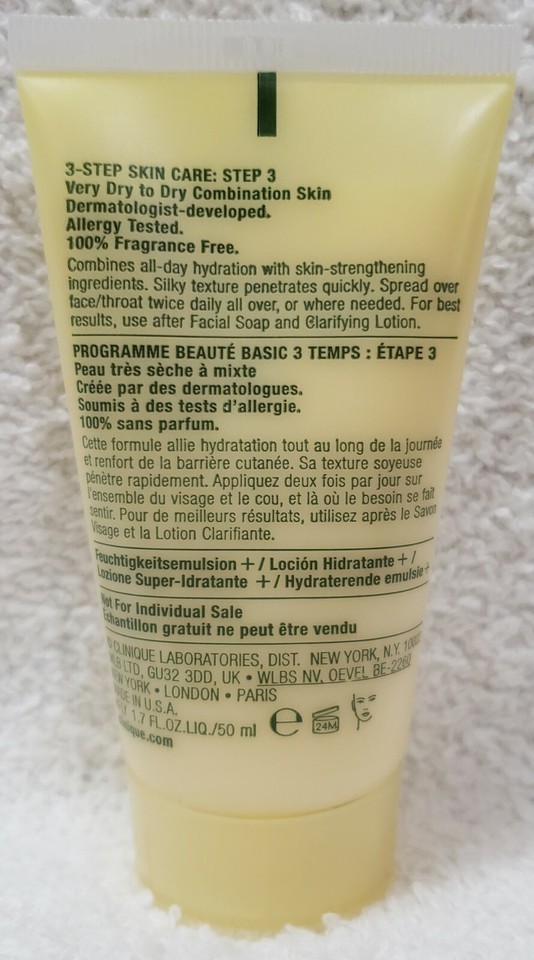 3-STEP SKIN CARE: STEP 3
Very Dry to Dry Combination Skin
Dermatologist-developed.
Allergy Tested.
100% Fragrance Free.
Combines all-day hydration with skin-strengthening
ingredients. Silky texture penetrates quickly. Spread over
face/throat twice daily all over, or where needed. For best
results, use after Facial Soap and Clarifying Lotion.
PROGRAMME BEAUTÉ BASIC 3 TEMPS : ÉTAPE 3
Peau très sèche à mixte
Créée par des dermatologues.
Soumis à des tests d'allergie.
100% sans parfum.
Cette formule allie hydratation tout au long de la journée
et renfort de la barrière cutanée. Sa texture soyeuse
pénètre rapidement. Appliquez deux fois par jour sur
l'ensemble du visage et le cou, et là où le besoin se fait
sentir. Pour de meilleurs résultats, utilisez après le Savon
Visage et la Lotion Clarifiante.
Feuchtigkeitsemulsion + / Loción Hidratante + /
Lozione Super-Idratante + / Hydraterende emulsie +
Not For Individual Sale
Échantillon gratuit ne peut être vendu
CLINIQUE LABORATORIES, DIST. NEW YORK, N.Y.
LTD, GU32 3DD, UK • WLBS NV, OEVEL BE-2260
NEW YORK • LONDON • PARIS
MADE IN U.S.A.
1.7 FL.OZ.LIQ./50 ml e 24M
clinique.com